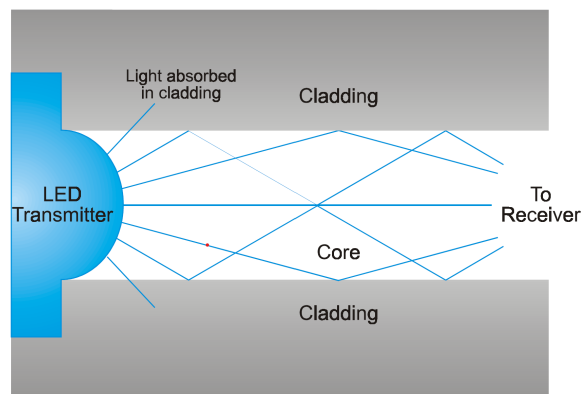 Light absorbed
in cladding
Cladding
LED
Transmitter
To
Receiver
Core
Cladding